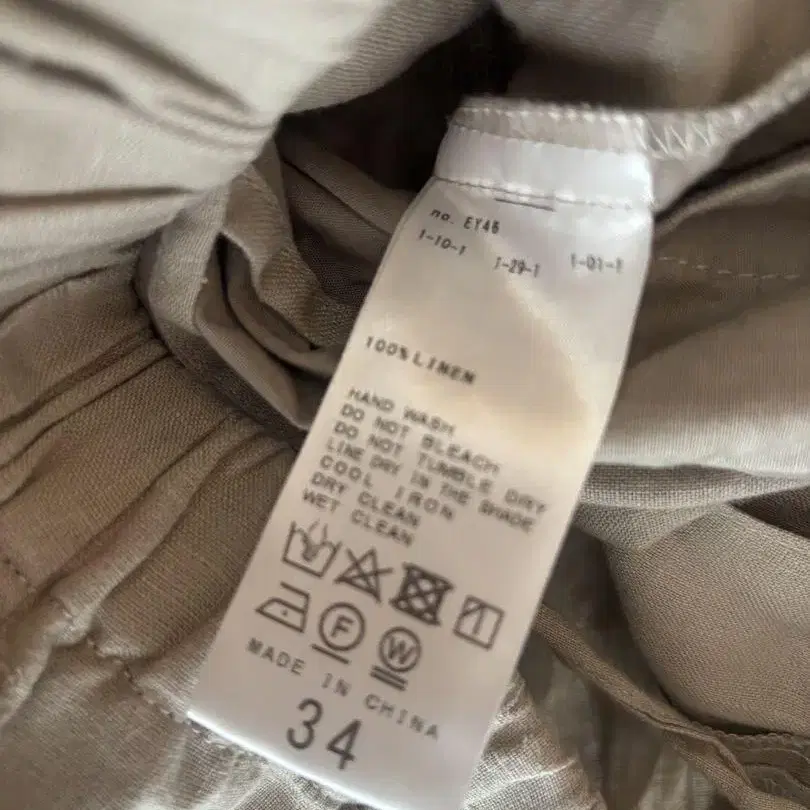 no. EY46
1-10-1 1-29-1 1-01-1
100% LINEN
HAND WASH
DO NOT BLEACH
DO NOT TUMBLE DRY
LINE DRY IN THE SHADE
COOL IRON
DRY CLEAN
WET CLEAN
F W
MADE IN CHINA
34